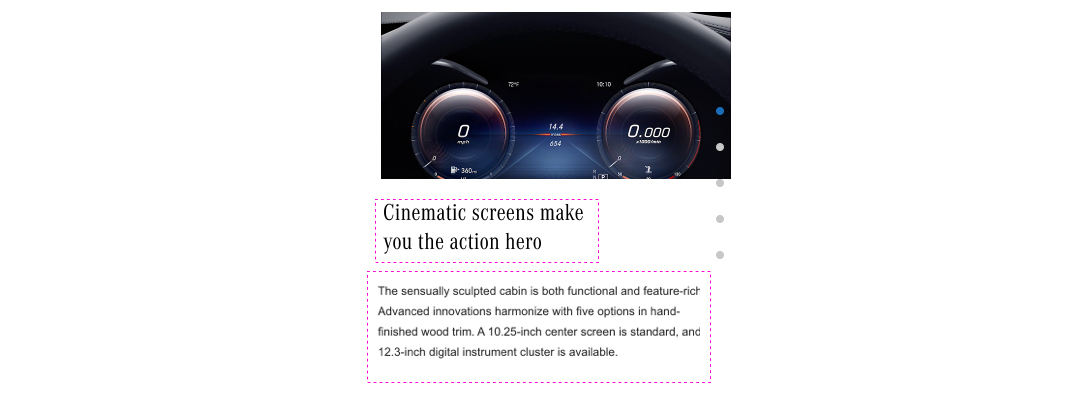 72°F 10:10
0 14.4 0.000
mph miles x1000/min
654
0 0
360 mi
P
Cinematic screens make
you the action hero
The sensually sculpted cabin is both functional and feature-rich
Advanced innovations harmonize with five options in hand-
finished wood trim. A 10.25-inch center screen is standard, and
12.3-inch digital instrument cluster is available.